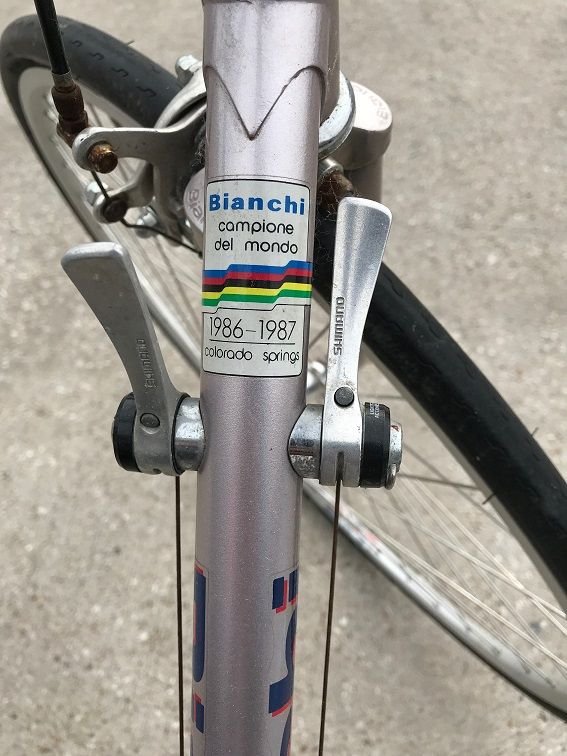 Bianchi
campione
del mondo
1986-1987
colorado springs
SHIMANO
SHIMANO